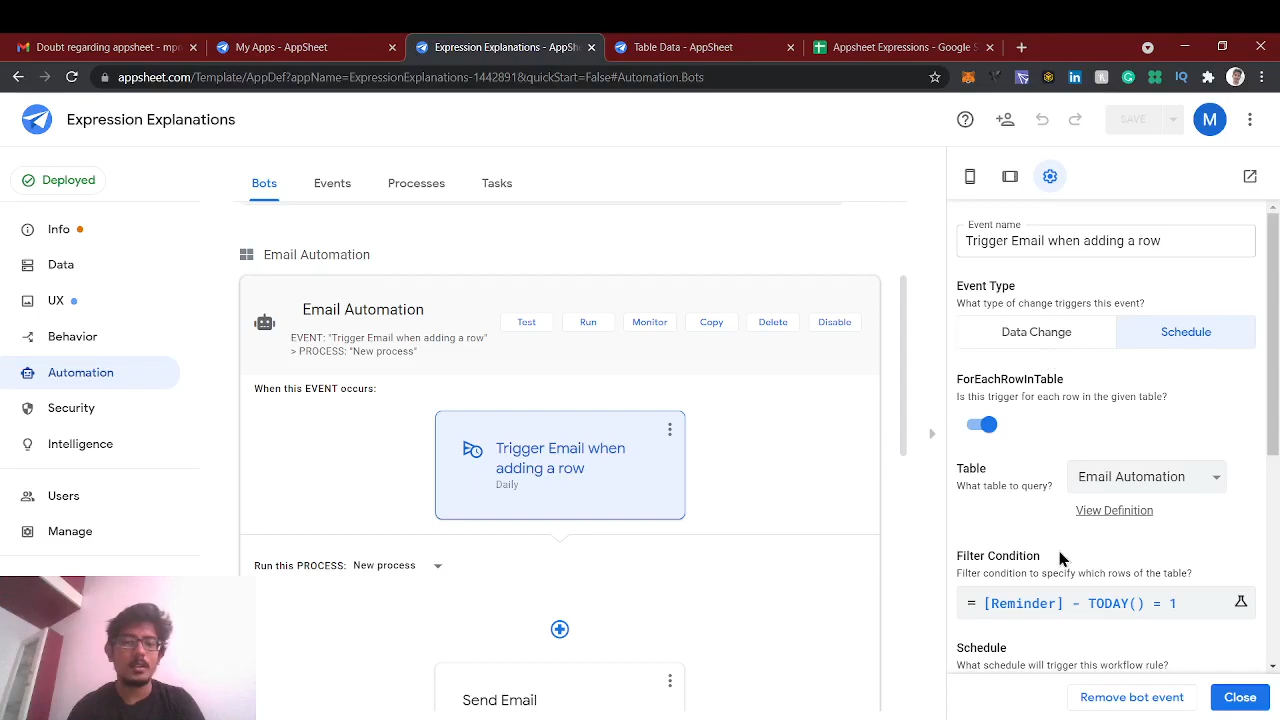 Doubt regarding appsheet - mpn
My Apps - AppSheet
Expression Explanations - AppShe
Table Data - AppSheet
Appsheet Expressions - Google S
appsheet.com/Template/AppDef?appName=ExpressionExplanations-14428918&quickStart=False#Automation.Bots
Expression Explanations
SAVE
M
Deployed
Info
Data
UX
Behavior
Automation
Security
Intelligence
Users
Manage
Bots
Events
Processes
Tasks
Email Automation
Email Automation
EVENT: "Trigger Email when adding a row"
> PROCESS: "New process"
Test
Run
Monitor
Copy
Delete
Disable
When this EVENT occurs:
Trigger Email when
adding a row
Daily
Run this PROCESS: New process
Send Email
Event name
Trigger Email when adding a row
Event Type
What type of change triggers this event?
Data Change
Schedule
ForEachRowInTable
Is this trigger for each row in the given table?
Table
What table to query?
Email Automation
View Definition
Filter Condition
Filter condition to specify which rows of the table?
= [Reminder] - TODAY() = 1
Schedule
What schedule will trigger this workflow rule?
Remove bot event
Close